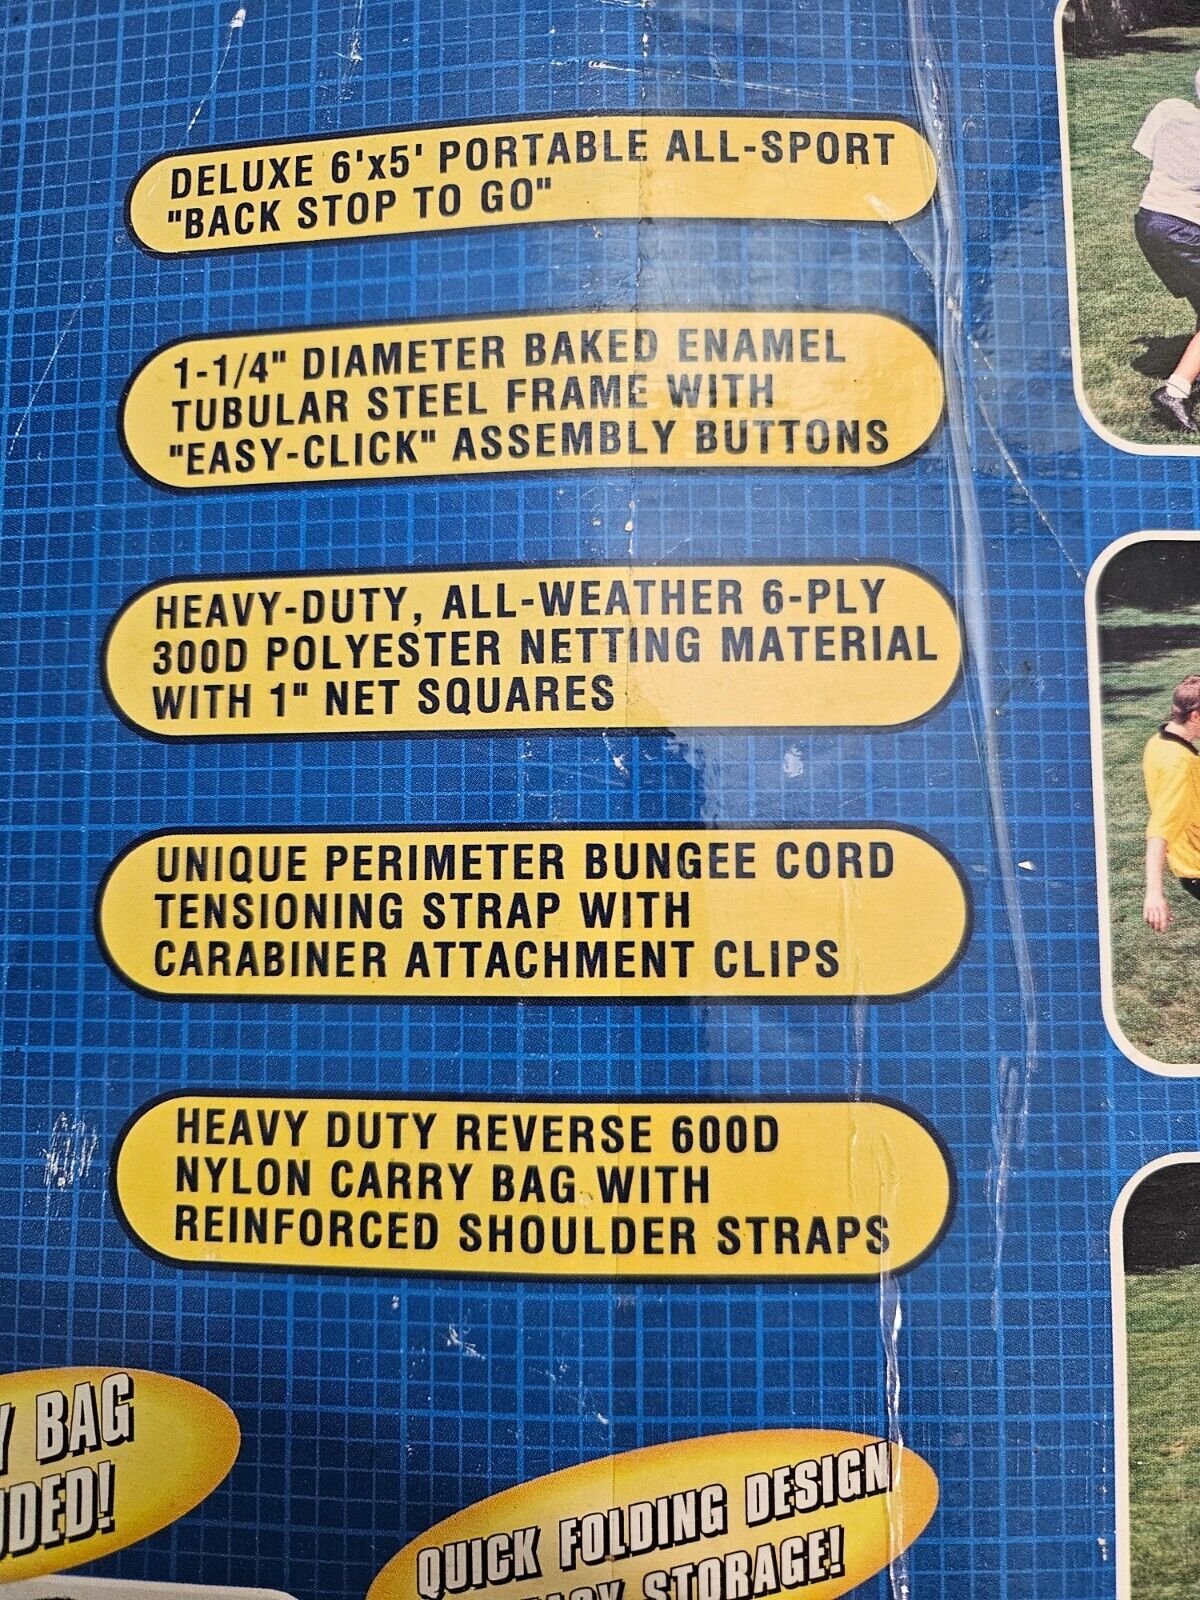 DELUXE 6'x5' PORTABLE ALL-SPORT
"BACK STOP TO GO"
1-1/4" DIAMETER BAKED ENAMEL
TUBULAR STEEL FRAME WITH
"EASY-CLICK" ASSEMBLY BUTTONS
HEAVY-DUTY, ALL-WEATHER 6-PLY
300D POLYESTER NETTING MATERIAL
WITH 1" NET SQUARES
UNIQUE PERIMETER BUNGEE CORD
TENSIONING STRAP WITH
CARABINER ATTACHMENT CLIPS
HEAVY DUTY REVERSE 600D
NYLON CARRY BAG WITH
REINFORCED SHOULDER STRAPS
Y BAG
DED!
QUICK FOLDING DESIGN
STORAGE!